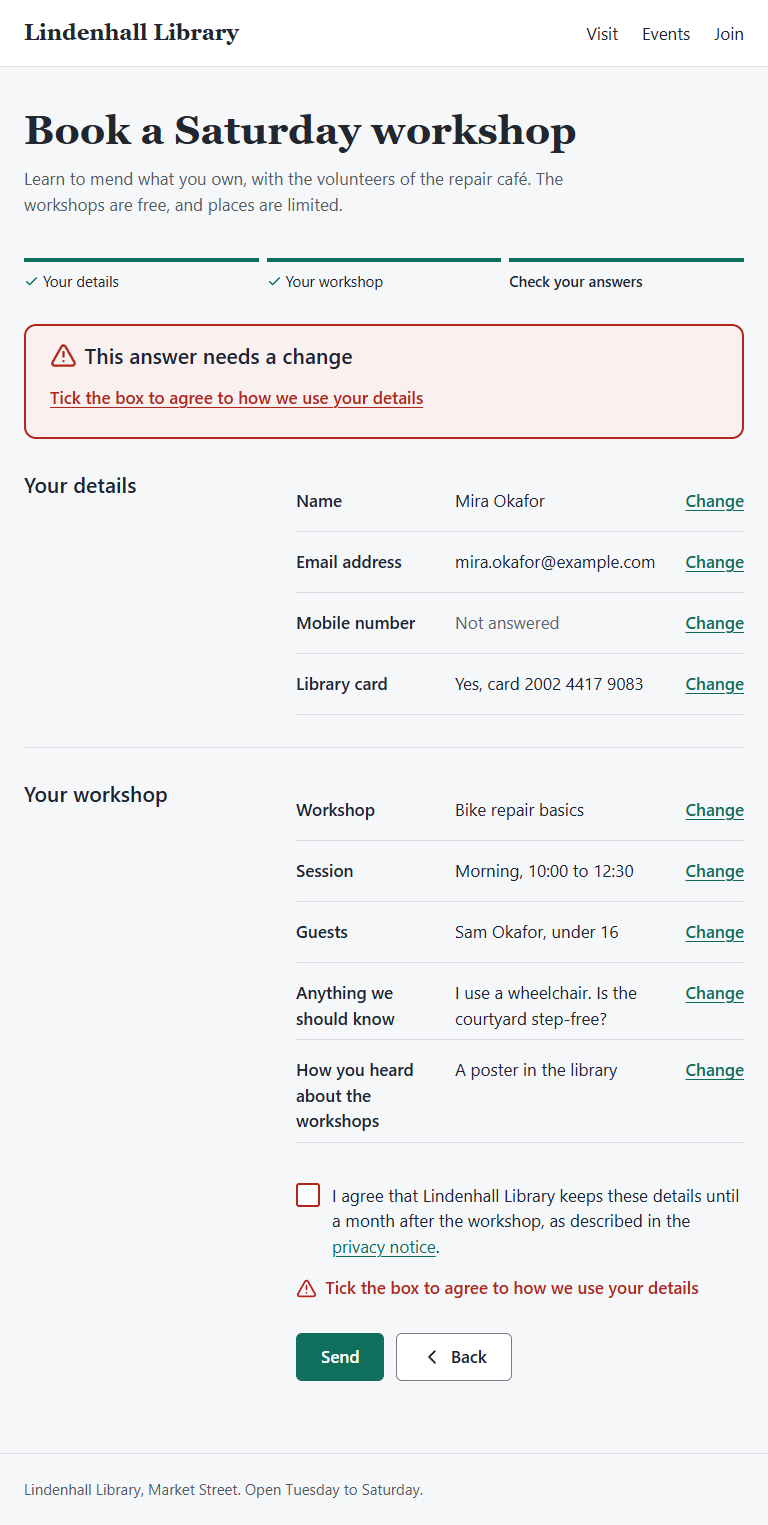 Lindenhall Library
Visit Events Join
Book a Saturday workshop
Learn to mend what you own, with the volunteers of the repair café. The
workshops are free, and places are limited.
Your details
Your workshop
Check your answers
This answer needs a change
Tick the box to agree to how we use your details
Your details
Name Mira Okafor Change
Email address mira.okafor@example.com Change
Mobile number Not answered Change
Library card Yes, card 2002 4417 9083 Change
Your workshop
Workshop Bike repair basics Change
Session Morning, 10:00 to 12:30 Change
Guests Sam Okafor, under 16 Change
Anything we
should know
I use a wheelchair. Is the
courtyard step-free?
Change
How you heard
about the
workshops
A poster in the library
Change
I agree that Lindenhall Library keeps these details until
a month after the workshop, as described in the
privacy notice.
Tick the box to agree to how we use your details
Send
Back
Lindenhall Library, Market Street. Open Tuesday to Saturday.